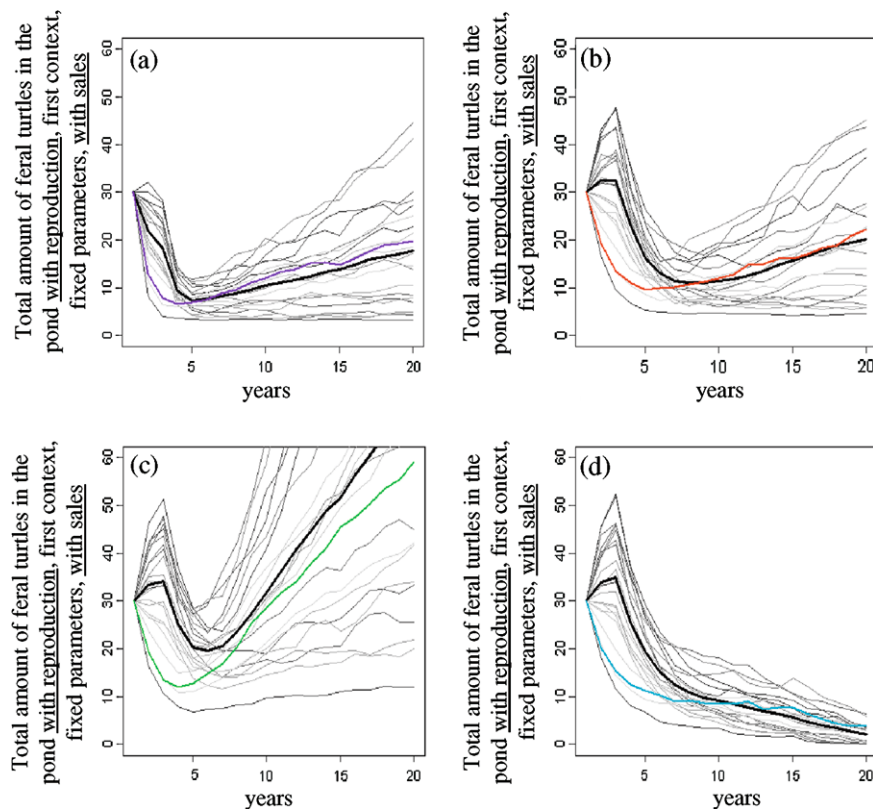 Total amount of feral turtles in the
pond with reproduction, first context,
fixed parameters, with sales
(a)
60
50
40
30
20
10
0
5
10
15
20
years
Total amount of feral turtles in the
pond with reproduction, first context,
fixed parameters, with sales
(b)
60
50
40
30
20
10
0
5
10
15
20
years
Total amount of feral turtles in the
pond with reproduction, first context,
fixed parameters, with sales
(c)
60
50
40
30
20
10
0
5
10
15
20
years
Total amount of feral turtles in the
pond with reproduction, first context,
fixed parameters, with sales
(d)
60
50
40
30
20
10
0
5
10
15
20
years